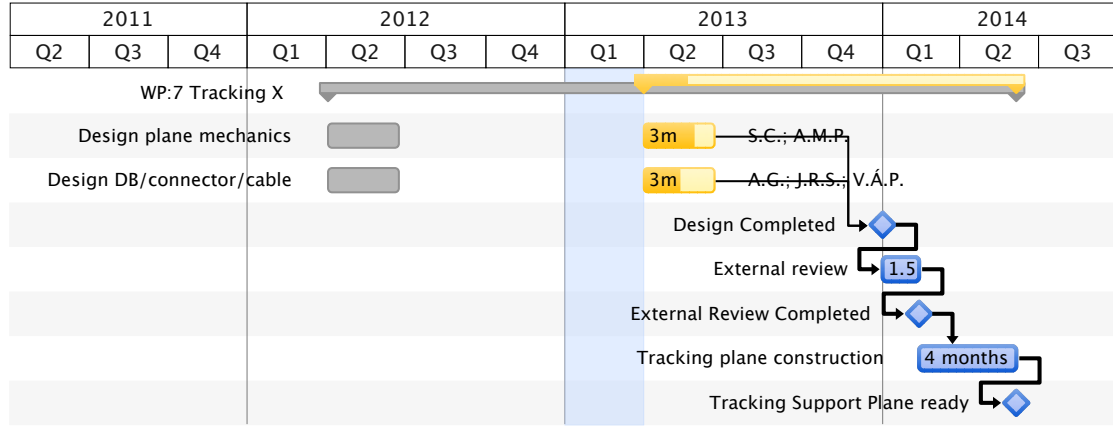 2011 2012 2013 2014
Q2 Q3 Q4 Q1 Q2 Q3 Q4 Q1 Q2 Q3 Q4 Q1 Q2 Q3
WP:7 Tracking X
Design plane mechanics 3m S.C.; A.M.P.
Design DB/connector/cable 3m A.G.; J.R.S.; V.Á.P.
Design Completed
External review 1.5
External Review Completed
Tracking plane construction 4 months
Tracking Support Plane ready